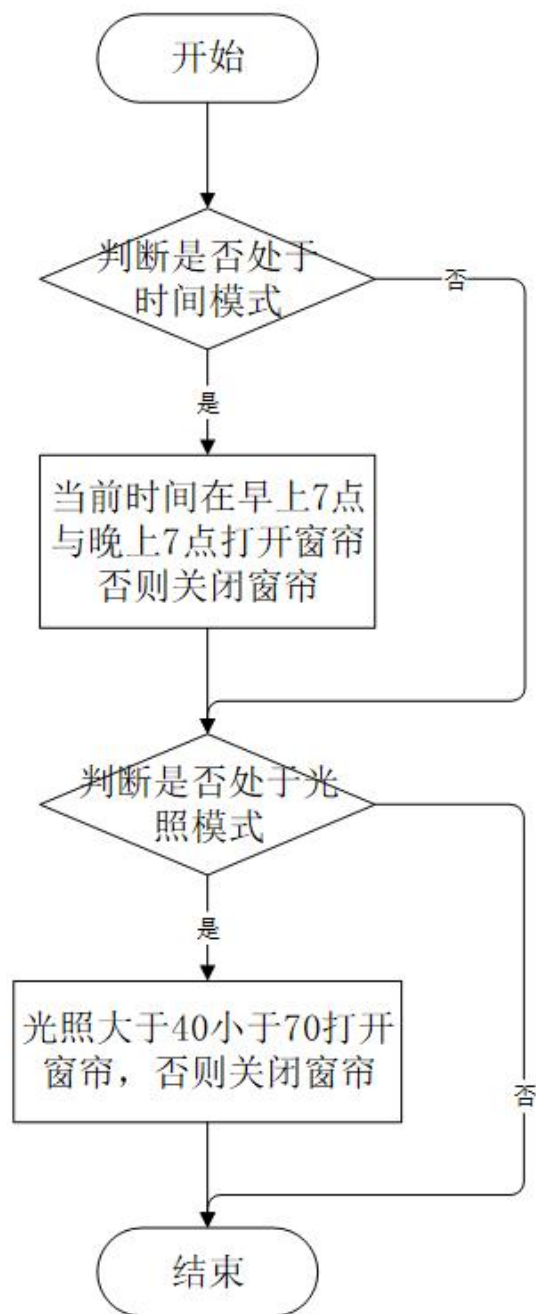 开始
判断是否处于
时间模式
否
是
当前时间在早上7点
与晚上7点打开窗帘
否则关闭窗帘
判断是否处于光
照模式
是
光照大于40小于70打开
窗帘，否则关闭窗帘
否
结束